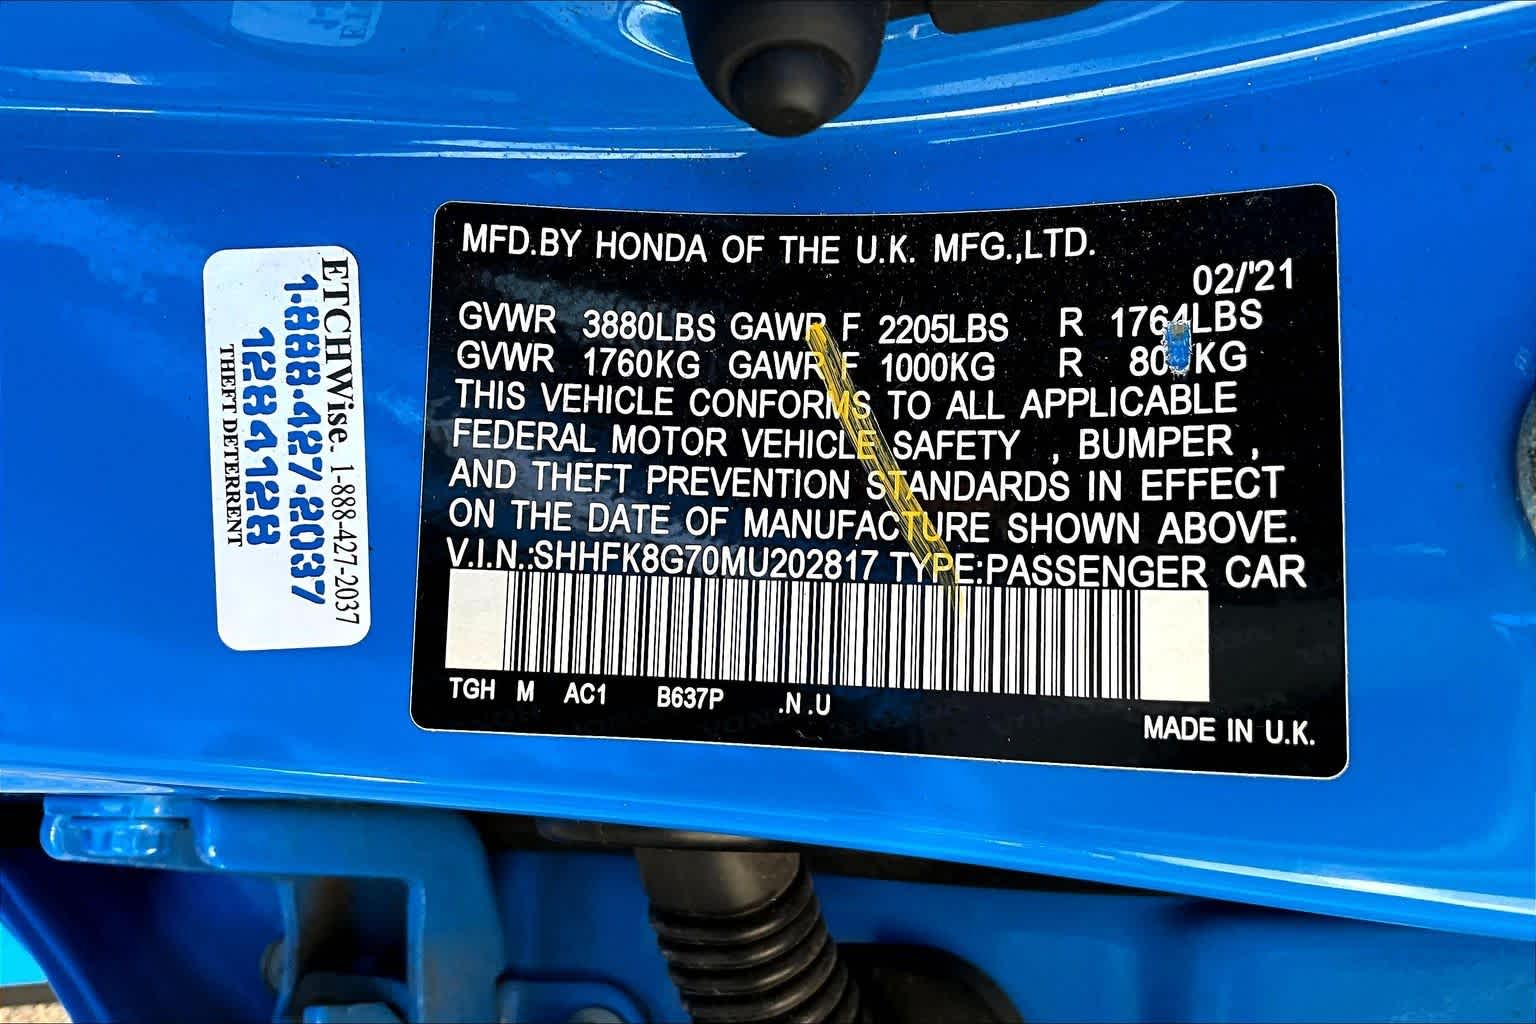 MFD.BY HONDA OF THE U.K. MFG.,LTD.
02/'21
GVWR 3880LBS GAWR F 2205LBS R 1764LBS
GVWR 1760KG GAWR F 1000KG R KG
THIS VEHICLE CONFORMS TO ALL APPLICABLE
FEDERAL MOTOR VEHICLE SAFETY , BUMPER ,
AND THEFT PREVENTION STANDARDS IN EFFECT
ON THE DATE OF MANUFACTURE SHOWN ABOVE.
V.I.N.:SHHFK8G70MU202817 TYPE:PASSENGER CAR
TGH M AC1 B637P .N .U
MADE IN U.K.
ETCHWise. 1-888-427-2037
1-888-427-2037
1284128
THEFT DETERRENT